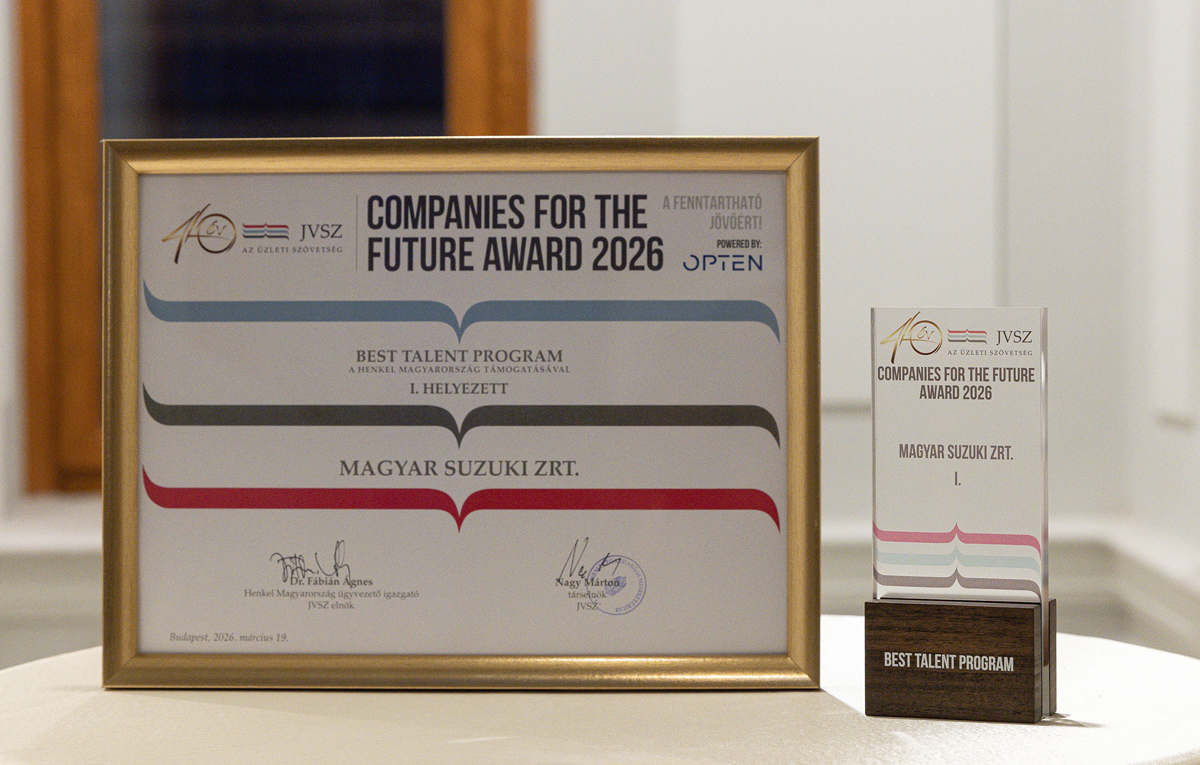 40 ÉV
JVSZ
AZ ÜZLETI SZÖVETSÉG
COMPANIES FOR THE
FUTURE AWARD 2026
A FENNTARTHATÓ
JÖVŐÉRT!
POWERED BY:
OPTEN
BEST TALENT PROGRAM
A HENKEL MAGYARORSZÁG TÁMOGATÁSÁVAL
I. HELYEZETT
MAGYAR SUZUKI ZRT.
Dr. Fábián Ágnes
Henkel Magyarország ügyvezető igazgató
JVSZ elnök
Nagy Márton
társelnök
JVSZ
Budapest, 2026. március 19.
40 ÉV
JVSZ
AZ ÜZLETI SZÖVETSÉG
COMPANIES FOR THE FUTURE
AWARD 2026
MAGYAR SUZUKI ZRT.
I.
BEST TALENT PROGRAM